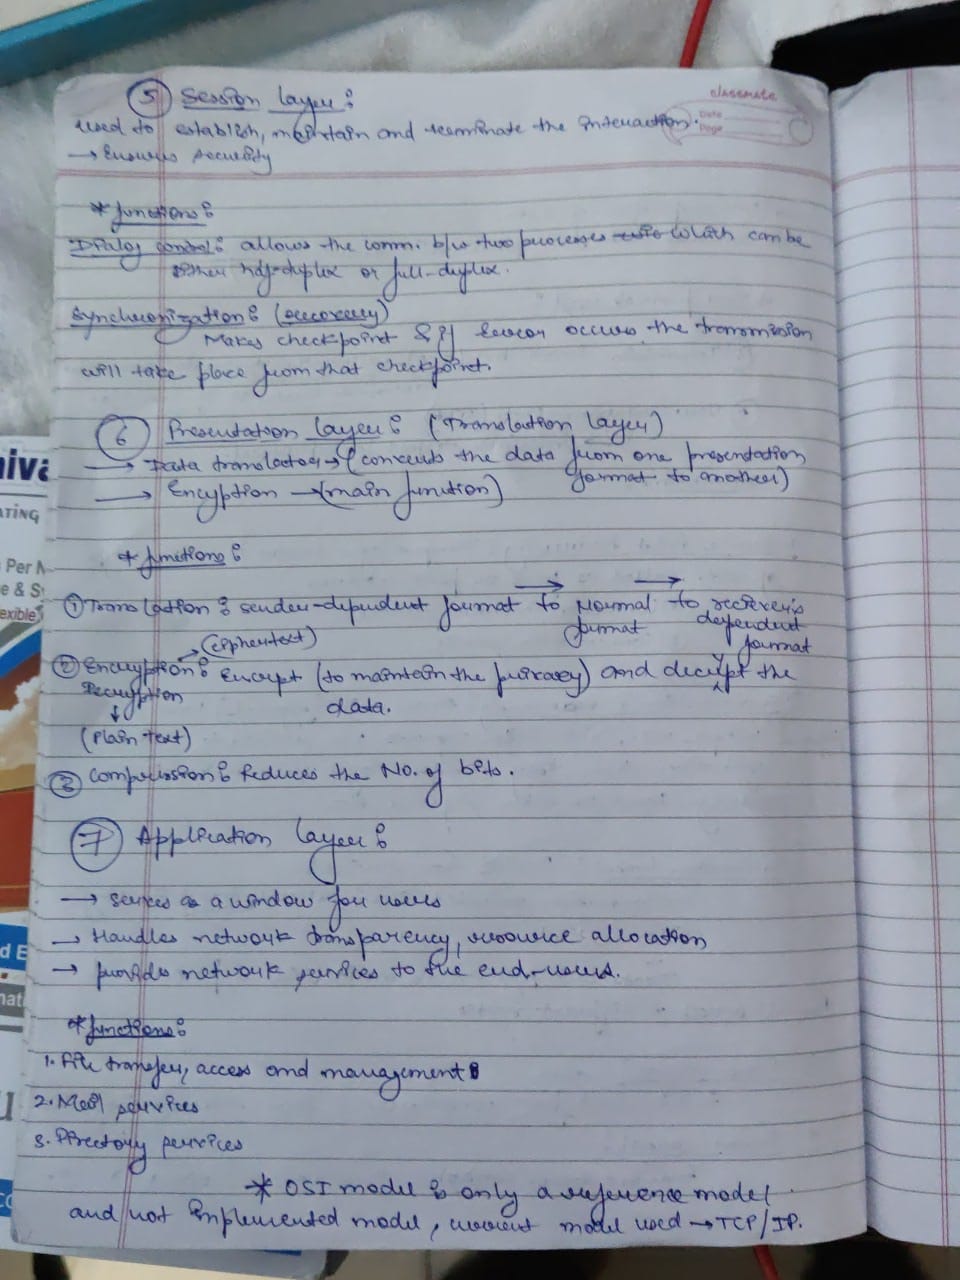 classmate
Date
Page
⑤ Session layer:
used to establish, maintain and terminate the interaction.
→ Ensures security
* functions:
Dialog control: allows the comm. b/w two processes which can be
either half-duplex or full-duplex.
Synchronization: (recovery)
Makes checkpoint & if error occurs the transmission
will take place from that checkpoint.
⑥ Presentation layer: (Translation layer)
→ Data translator → (converts the data from one presentation
format to another)
→ Encyption → (main function)
* functions:
① Translation: sender-dependent format to normal to receiver's
format dependent
format
(ciphertext)
② Encryption: Encrypt (to maintain the privacy) and decrypt the
Decryption data.
(Plain text)
③ Compression: Reduces the No. of bits.
⑦ Application layer:
→ serves as a window for users
→ Handles network transparency, resource allocation
→ provides network services to the end-users.
* functions:
1. File transfer, access and management:
2. Mail services
3. Directory services
* OSI model is only a reference model
and not implemented model, current model used → TCP/IP.
ATING
Per